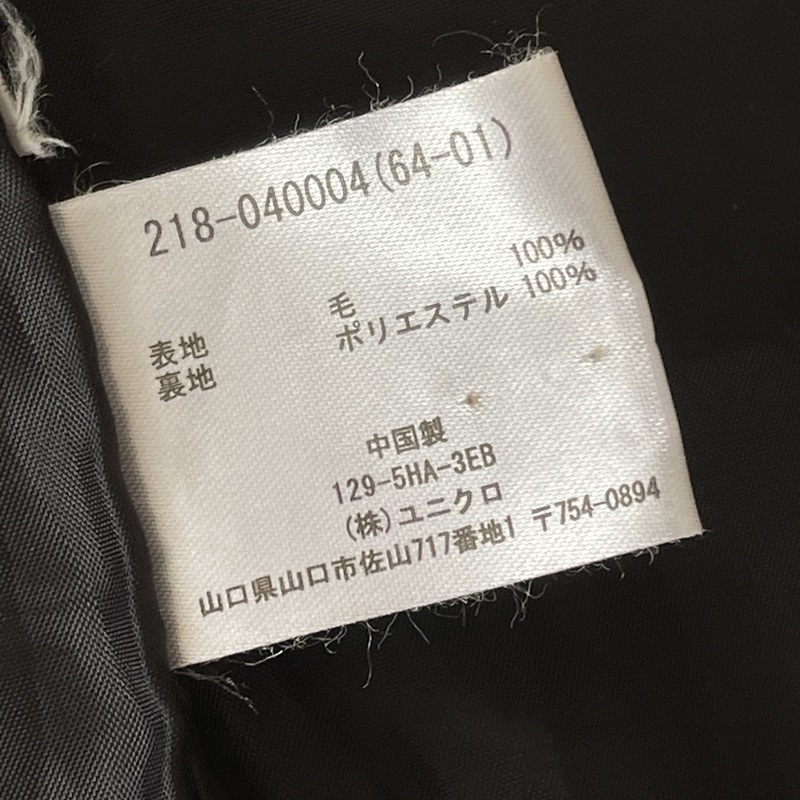 218-040004(64-01)
表地 毛 100%
裏地 ポリエステル 100%
中国製
129-5HA-3EB
(株)ユニクロ
山口県山口市佐山717番地1 〒754-0894